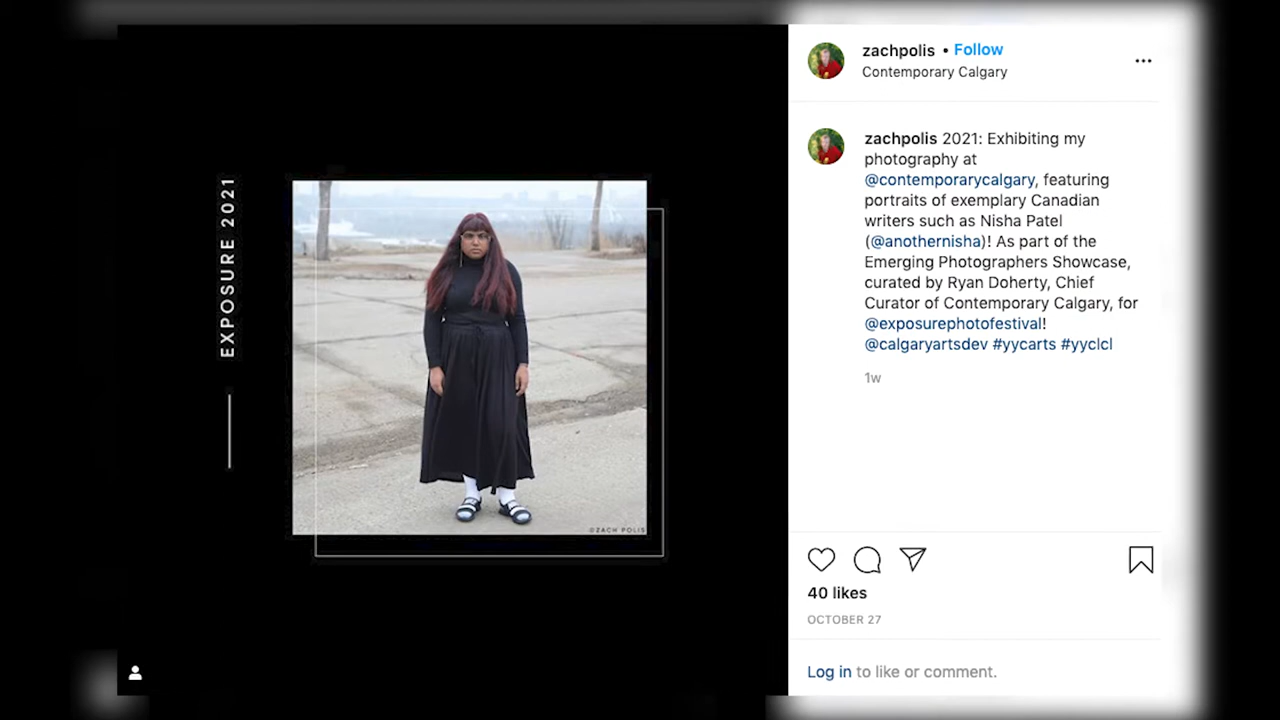 EXPOSURE 2021
©ZACH POLIS
zachpolis • Follow
Contemporary Calgary
zachpolis 2021: Exhibiting my
photography at
@contemporarycalgary, featuring
portraits of exemplary Canadian
writers such as Nisha Patel
(@anothernisha)! As part of the
Emerging Photographers Showcase,
curated by Ryan Doherty, Chief
Curator of Contemporary Calgary, for
@exposurephotofestival!
@calgaryartsdev #yycarts #yyclcl
1w
40 likes
OCTOBER 27
Log in to like or comment.